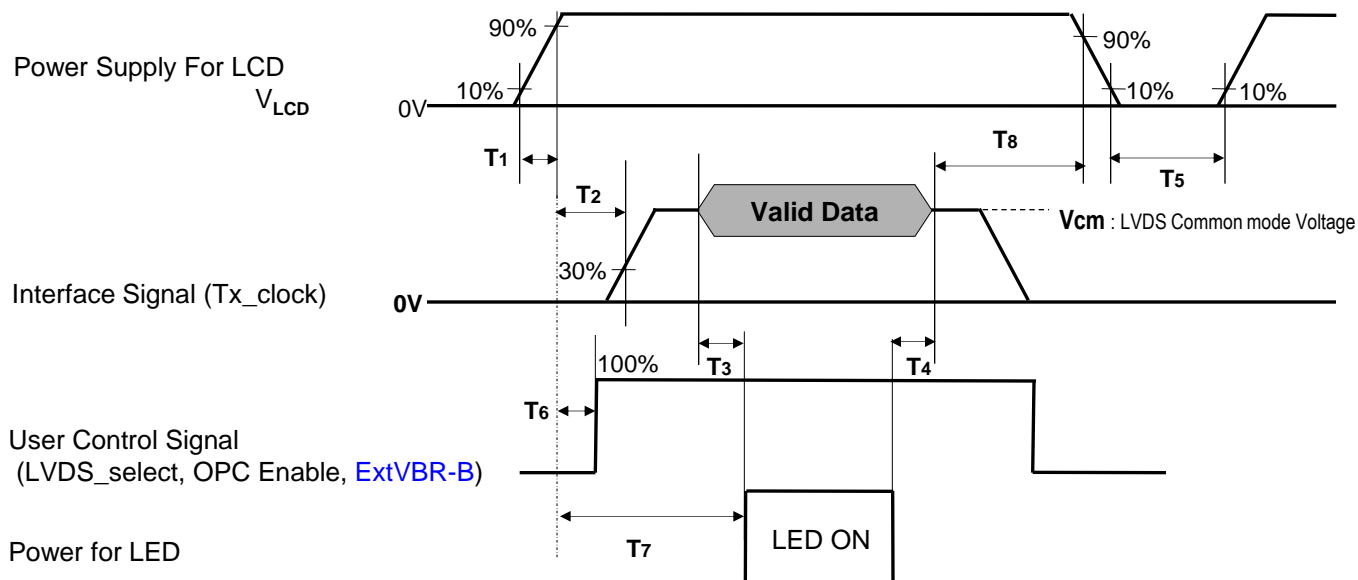 90%
90%
Power Supply For LCD
VLCD
10%
10%
10%
0V
T1
T8
T2
T5
Valid Data
Vcm : LVDS Common mode Voltage
30%
Interface Signal (Tx_clock)
0V
T3
T4
100%
T6
User Control Signal
(LVDS_select, OPC Enable, ExtVBR-B)
T7
LED ON
Power for LED